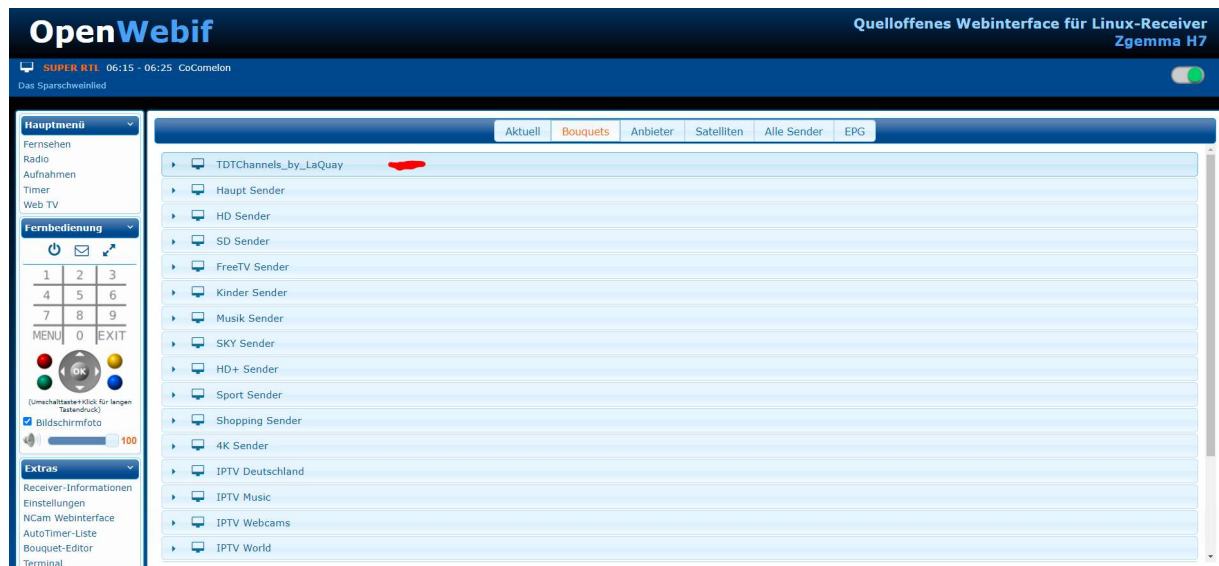 OpenWebif
Quelloffenes Webinterface für Linux-Receiver
Zgemma H7
SUPER RTL 06:15 - 06:25 CoComelon
Das Sparschweinlied
Hauptmenü
Fernsehen
Radio
Aufnahmen
Timer
Web TV
Fernbedienung
1 2 3
4 5 6
7 8 9
MENU 0 EXIT
OK
(Umschalttaste+Klick für langen
Tastendruck)
Bildschirmfoto
100
Extras
Receiver-Informationen
Einstellungen
NCam Webinterface
AutoTimer-Liste
Bouquet-Editor
Terminal
Aktuell Bouquets Anbieter Satelliten Alle Sender EPG
TDTChannels_by_LaQuay
Haupt Sender
HD Sender
SD Sender
FreeTV Sender
Kinder Sender
Musik Sender
SKY Sender
HD+ Sender
Sport Sender
Shopping Sender
4K Sender
IPTV Deutschland
IPTV Music
IPTV Webcams
IPTV World